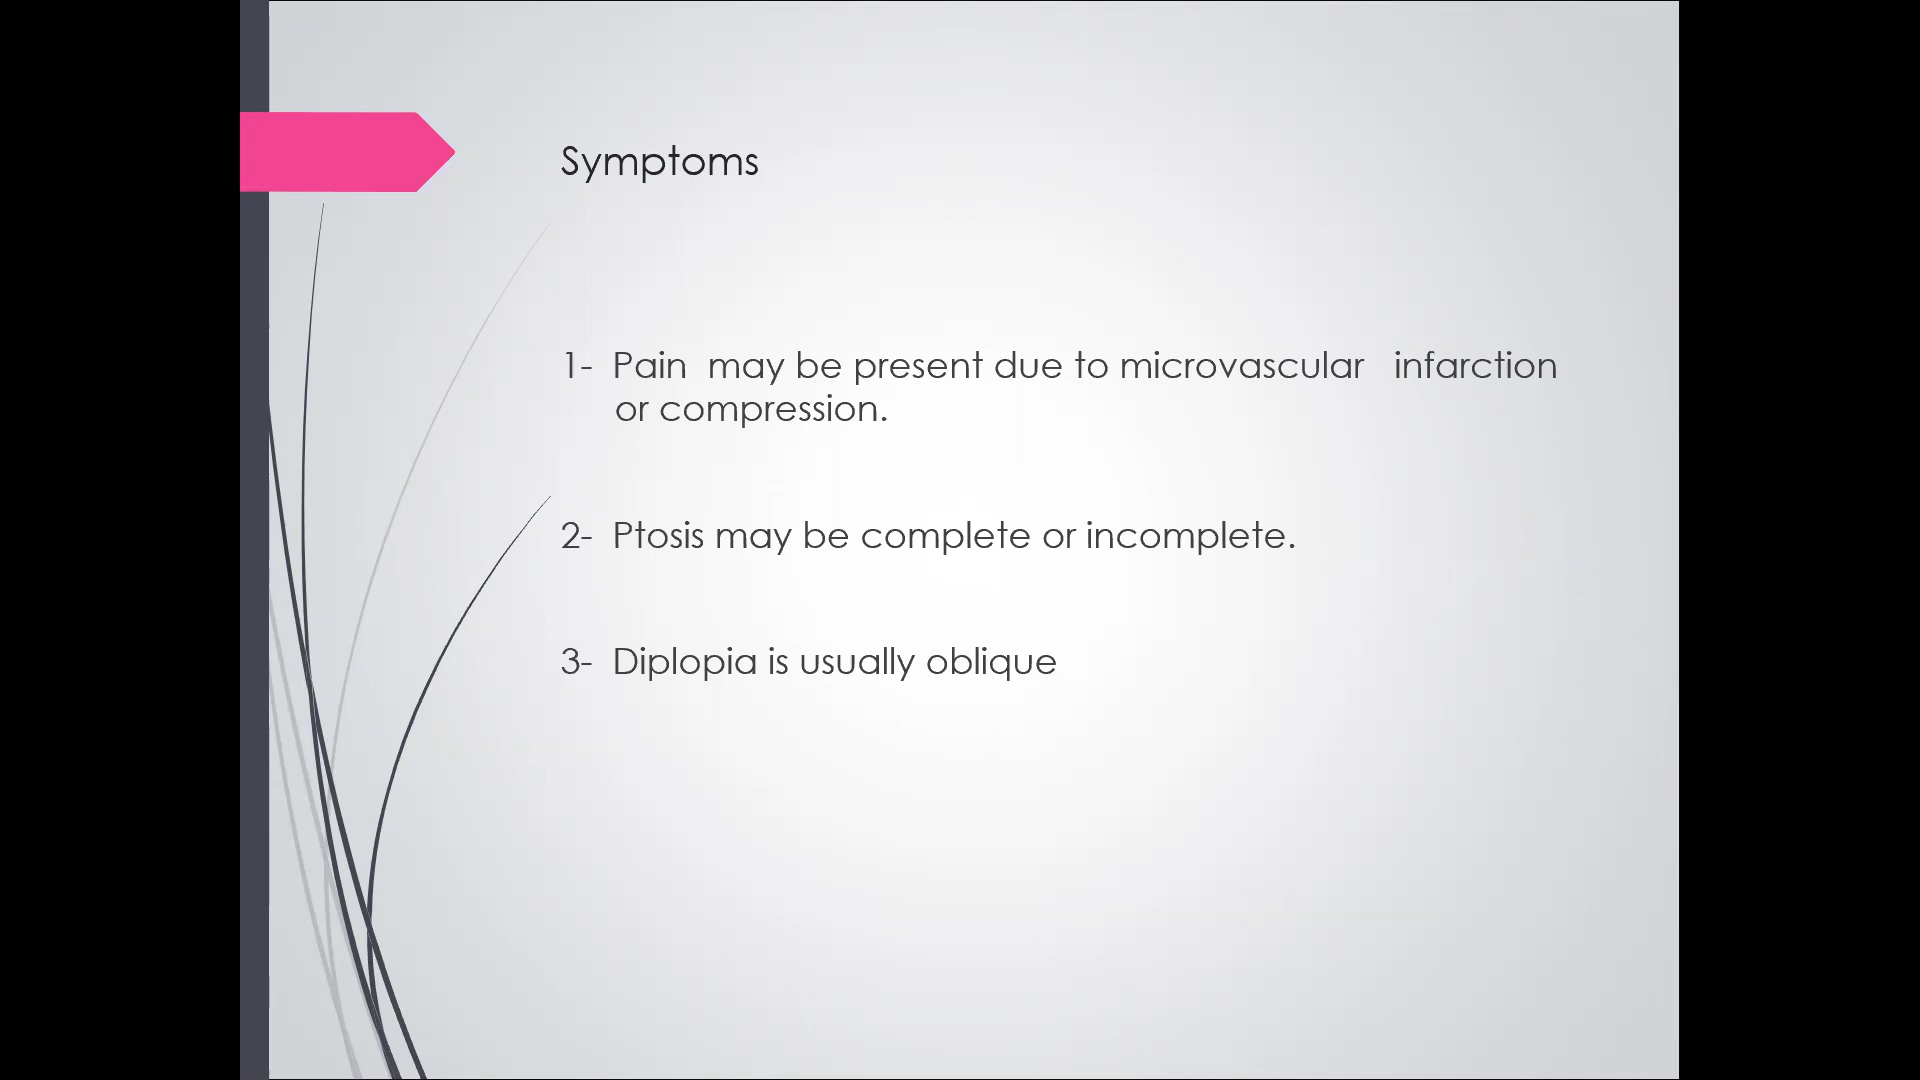 Symptoms
1- Pain may be present due to microvascular infarction
or compression.
2- Ptosis may be complete or incomplete.
3- Diplopia is usually oblique